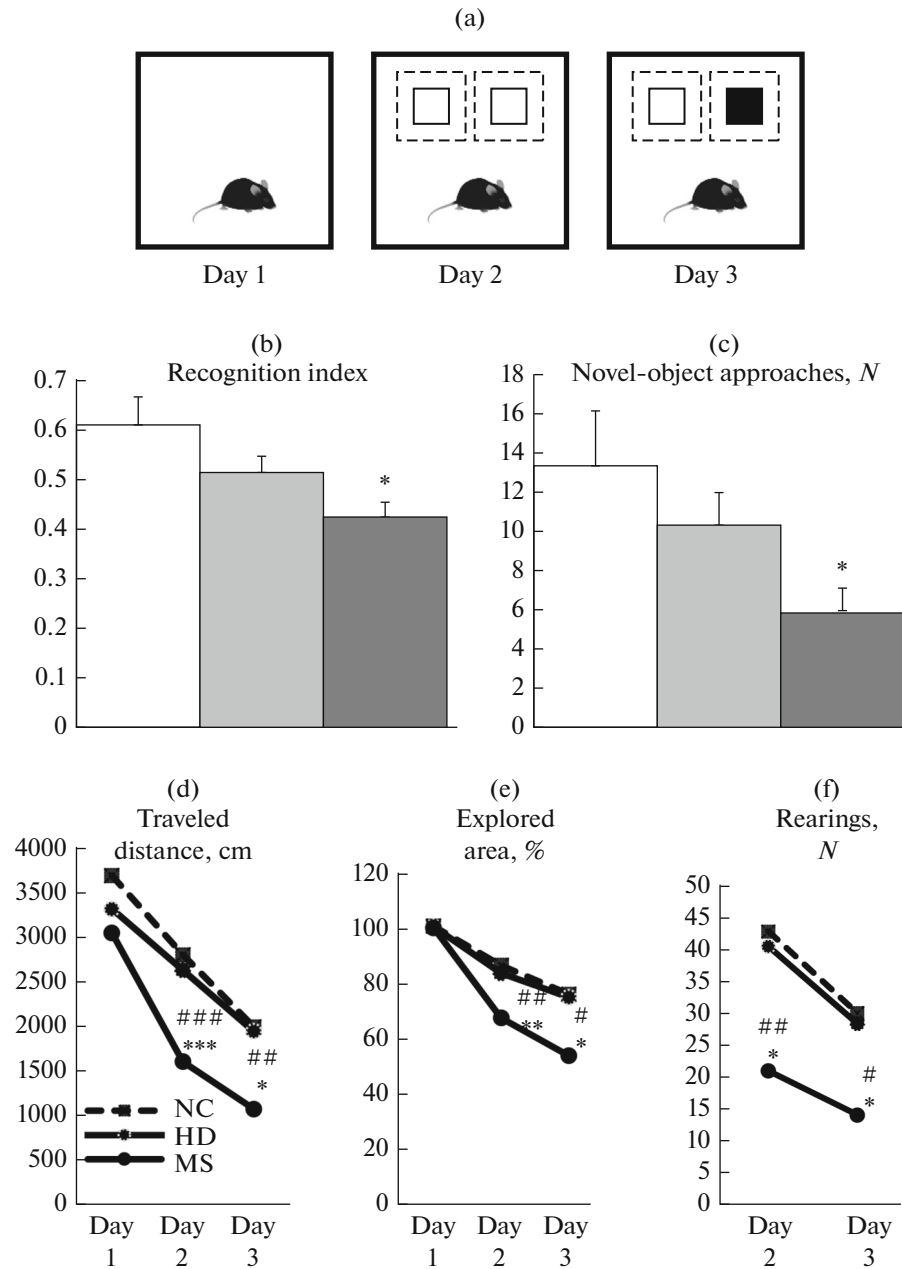 (a)
Day 1
Day 2
Day 3
(b)
Recognition index
0.7
0.6
0.5
0.4
0.3
0.2
0.1
0
*
(c)
Novel-object approaches, N
18
16
14
12
10
8
6
4
2
0
*
(d)
Traveled
distance, cm
4000
3500
3000
2500
2000
1500
1000
500
0
###
***
##
*
NC
HD
MS
Day
1
Day
2
Day
3
(e)
Explored
area, %
120
100
80
60
40
20
0
##
**
#
*
Day
1
Day
2
Day
3
(f)
Rearings,
N
50
45
40
35
30
25
20
15
10
5
0
##
*
#
*
Day
2
Day
3